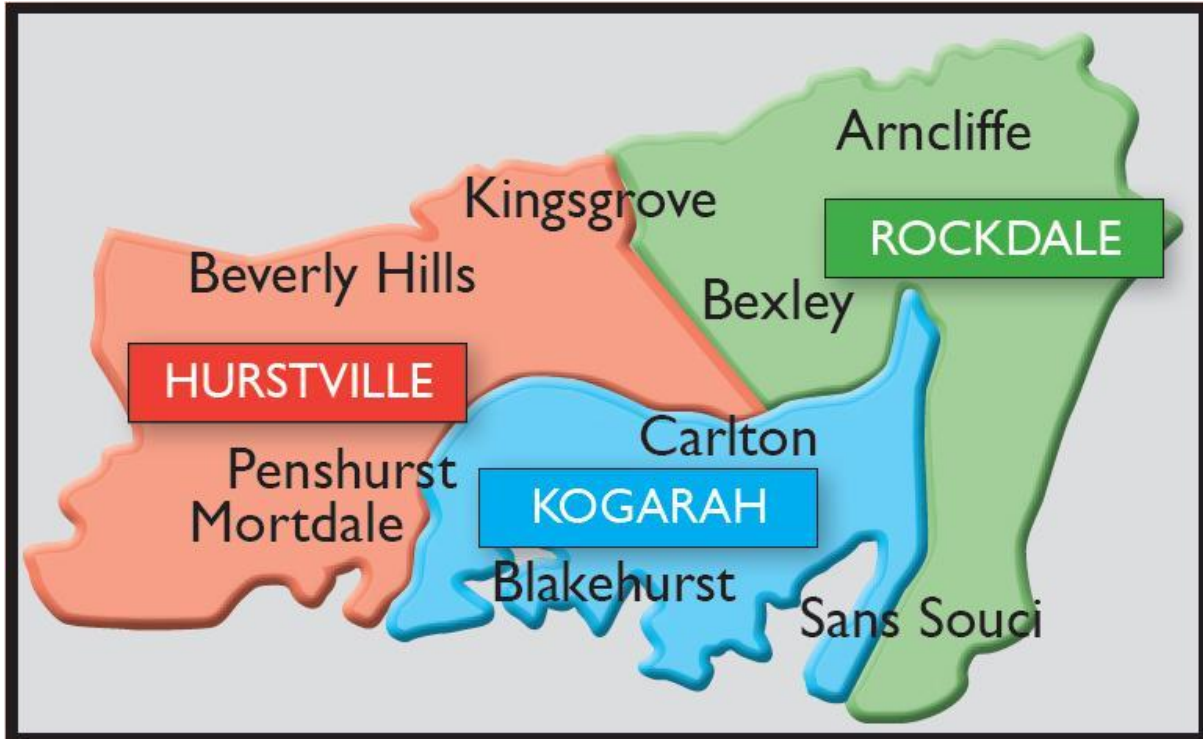 Arncliffe
Kingsgrove
ROCKDALE
Beverly Hills
Bexley
HURSTVILLE
Carlton
Penshurst
KOGARAH
Mortdale
Blakehurst
Sans Souci